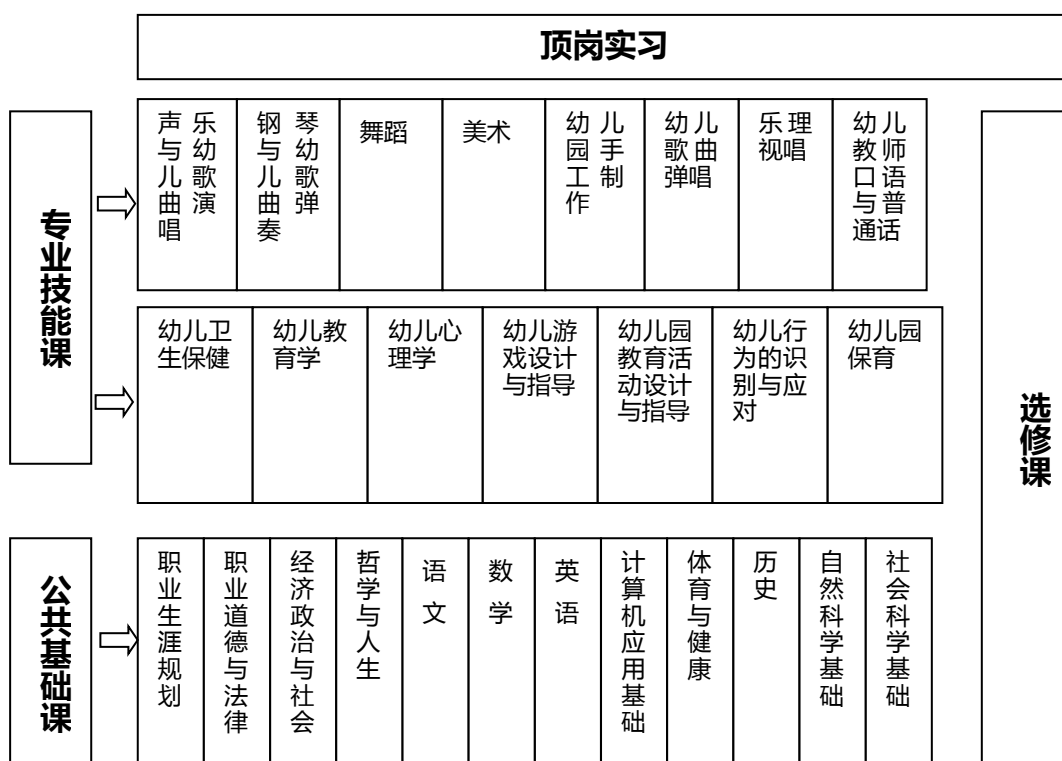 顶岗实习
专业技能课
声 乐
与 幼
儿 歌
曲 演
唱
钢 琴
与 幼
儿 歌
曲 弹
奏
舞蹈
美术
幼 儿
园 手
工 制
作
幼 儿
歌 曲
弹唱
乐 理
视唱
幼 儿
教 师
口 语
与 普
通话
幼儿卫
生保健
幼儿教
育学
幼儿心
理学
幼儿游
戏设计
与指导
幼儿园
教育活
动设计
与指导
幼儿行
为的识
别与应
对
幼儿园
保育
选修课
公共基础课
职业生涯规划
职业道德与法律
经济政治与社会
哲学与人生
语文
数学
英语
计算机应用基础
体育与健康
历史
自然科学基础
社会科学基础